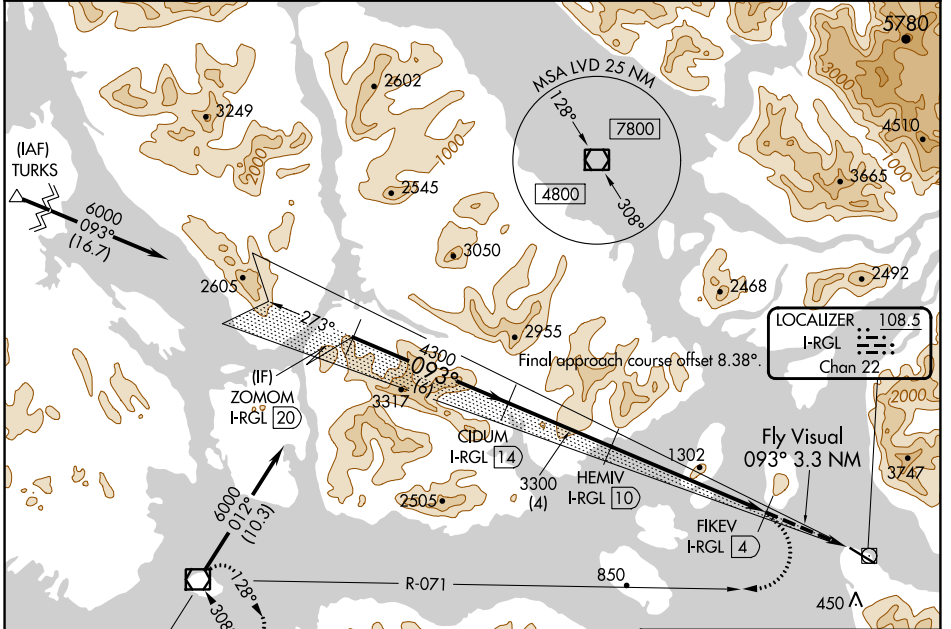 5780
3000
MSA LVD 25 NM
2602
128°
3249
7800
4510
(IAF)
TURKS
1000
1000
2000
3665
2545
4800
308°
6000
093°
(16.7)
3050
2605
2468
2492
LOCALIZER 108.5
I-RGL
Chan 22
273°
2955
4300
093°
(6)
Final approach course offset 8.38°.
(IF)
ZOMOM
I-RGL 20
3317
2000
CIDUM
I-RGL 14
Fly Visual
093° 3.3 NM
1302
3747
3300
(4)
HEMIV
I-RGL 10
2505
6000
012°
(10.3)
FIKEV
I-RGL 4
R-071
850
128°
308°
450